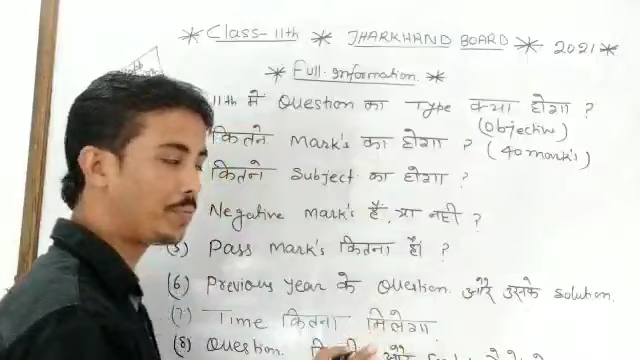 * Class-11th * JHARKHAND BOARD * 2021 *
* Full Information *
11th में Question का Type क्या होगा ?
(Objective)
कितने Mark's का होगा ? (40 mark's)
कितने Subject का होगा ?
Negative mark's हैं, या नही ?
(5) Pass Mark's कितना है ?
(6) Previous year के Question. और उसके Solution.
(7) Time कितना मिलेगा
(8) Question. और